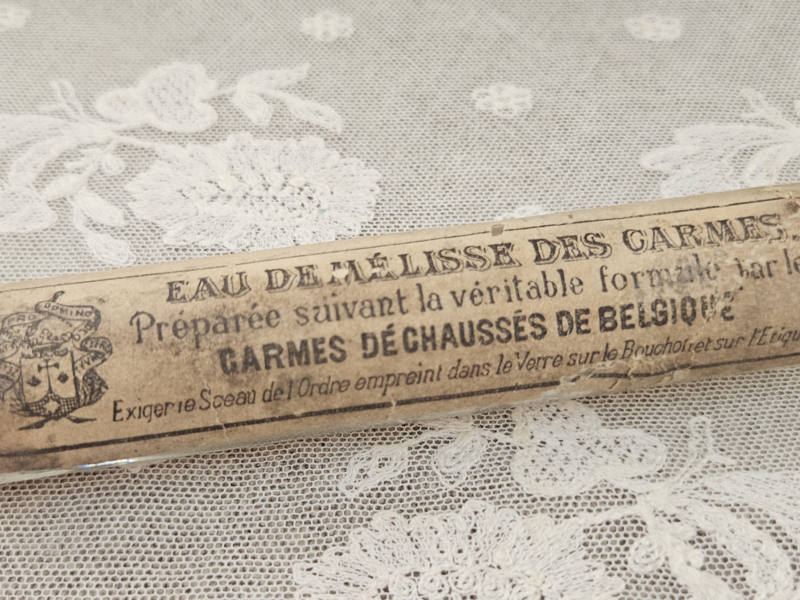 EAU DE MÉLISSE DES CARMES.
Préparée suivant la véritable formule par le
CARMES DÉCHAUSSÉS DE BELGIQUE
Exiger le Sceau de l'Ordre empreint dans le Verre sur le Bouchon et sur l'Etiqu